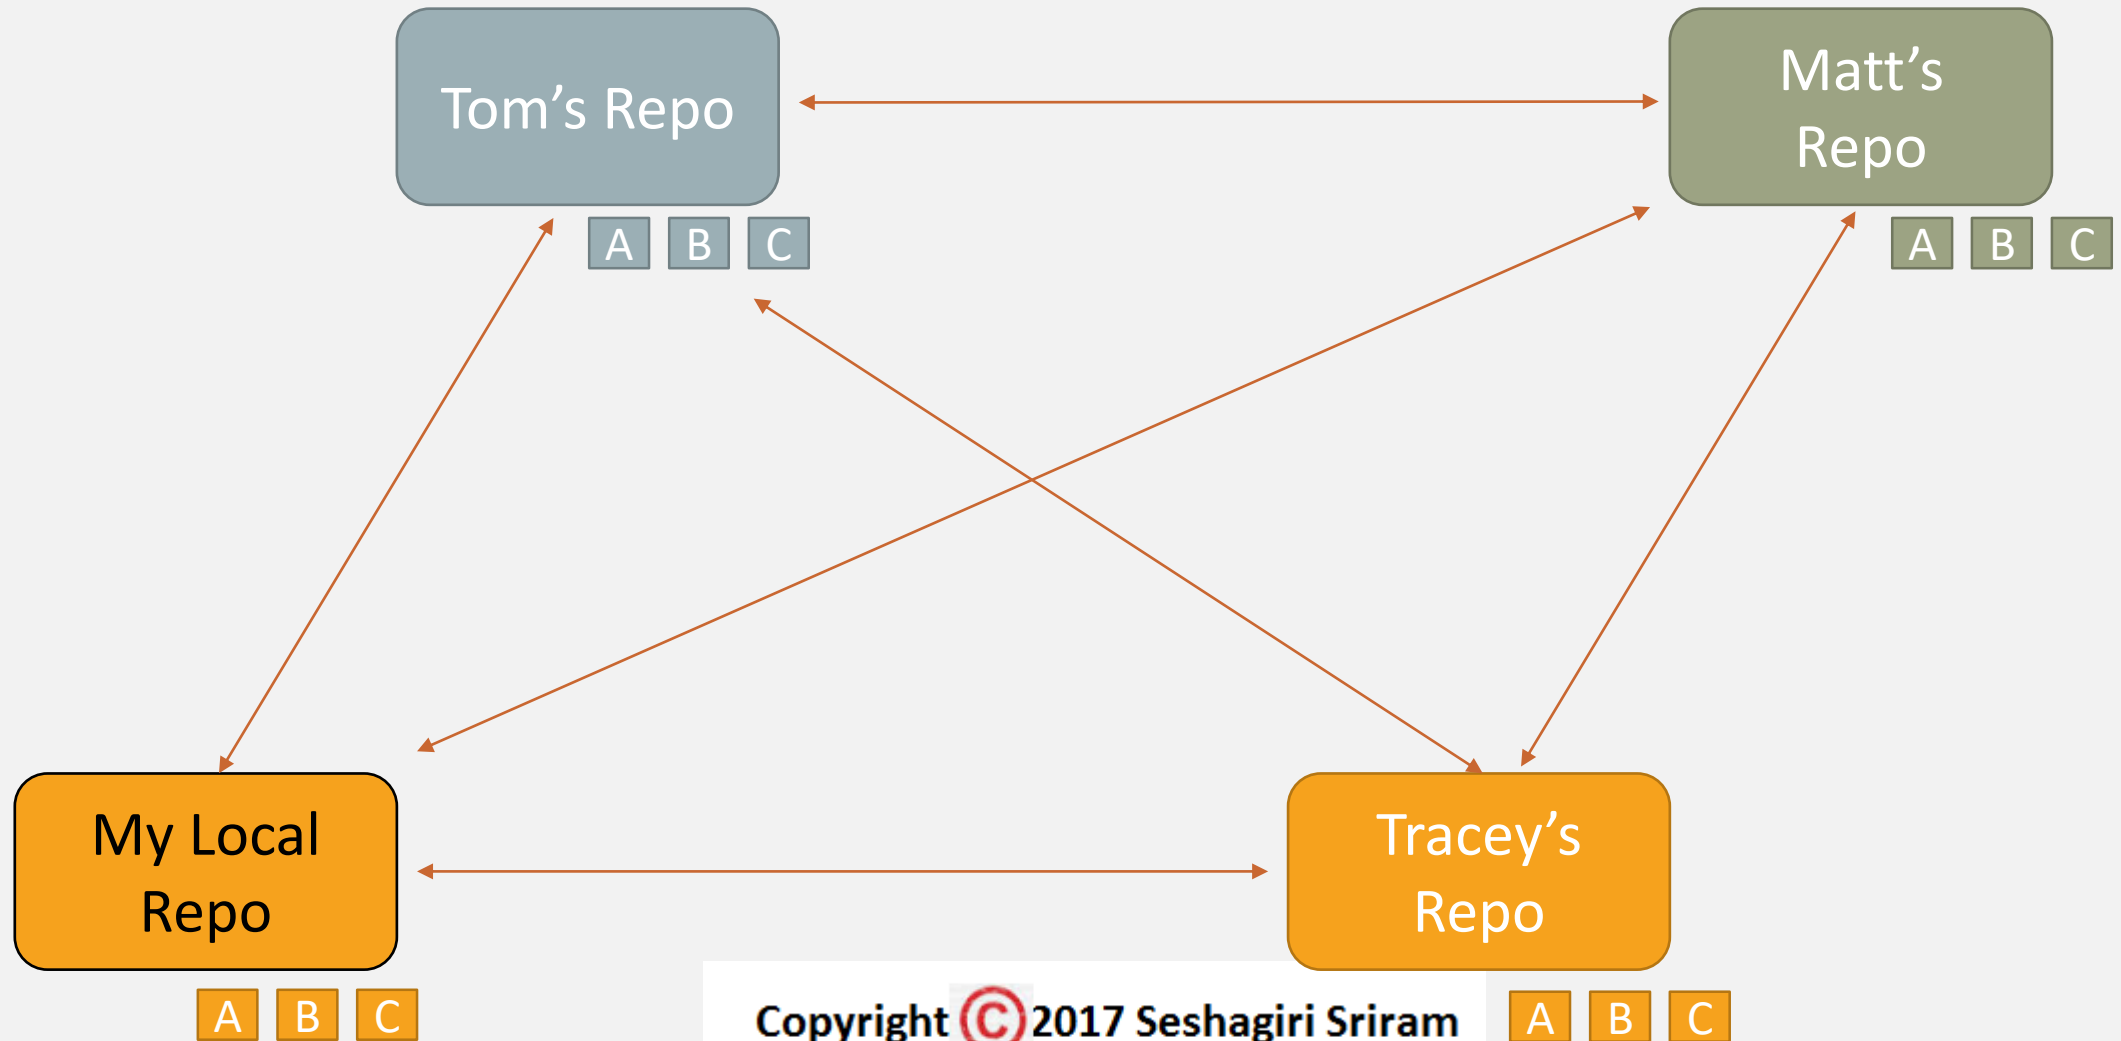 Tom’s Repo
Matt’s
Repo
A B C
A B C
My Local
Repo
Tracey’s
Repo
A B C
Copyright © 2017 Seshagiri Sriram
A B C